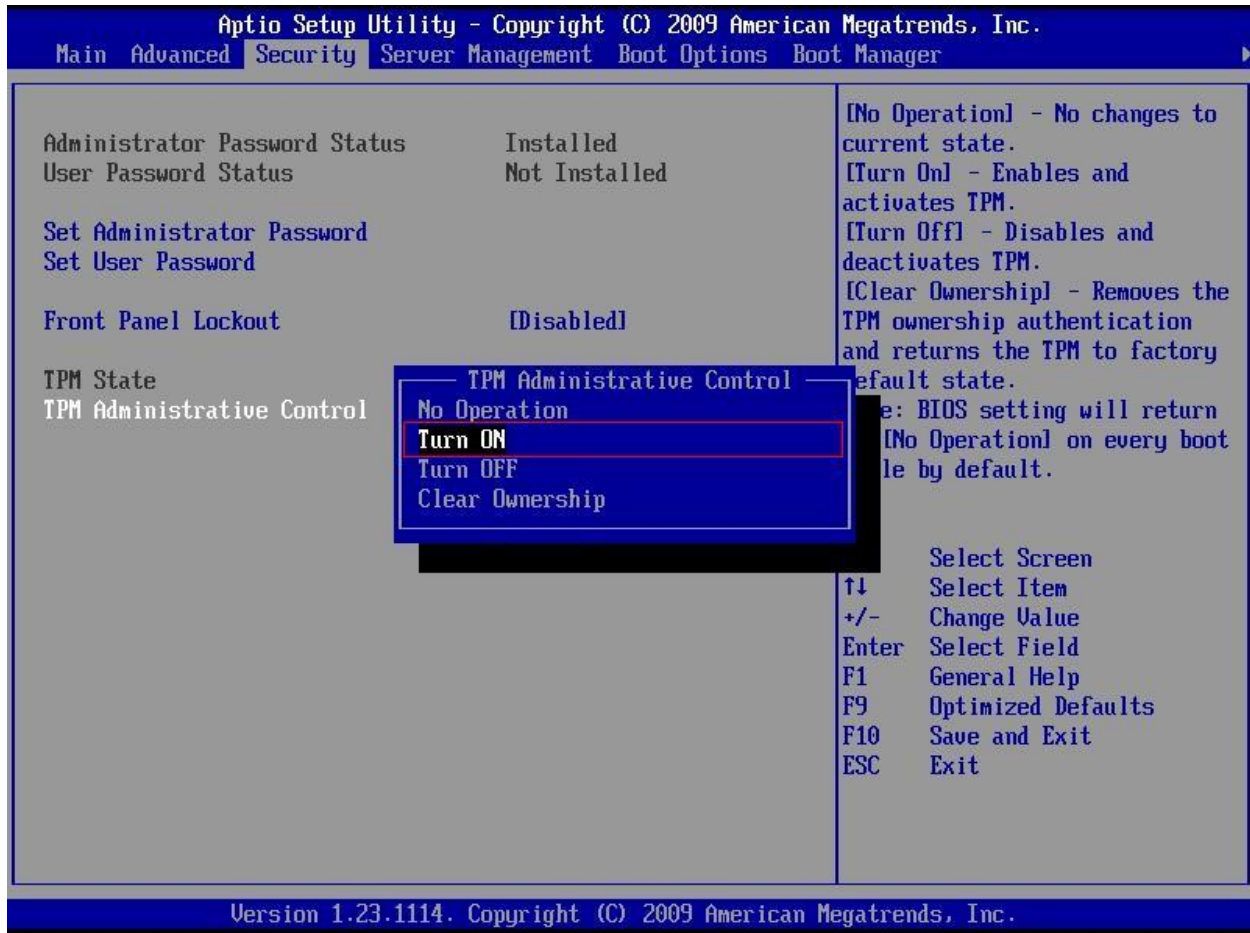 Aptio Setup Utility - Copyright (C) 2009 American Megatrends, Inc.
Main Advanced Security Server Management Boot Options Boot Manager
Administrator Password Status Installed
User Password Status Not Installed
Set Administrator Password
Set User Password
Front Panel Lockout [Disabled]
TPM State
TPM Administrative Control
TPM Administrative Control
No Operation
Turn ON
Turn OFF
Clear Ownership
[No Operation] - No changes to
current state.
[Turn On] - Enables and
activates TPM.
[Turn Off] - Disables and
deactivates TPM.
[Clear Ownership] - Removes the
TPM ownership authentication
and returns the TPM to factory
efault state.
e: BIOS setting will return
[No Operation] on every boot
le by default.
Select Screen
↑↓ Select Item
+/- Change Value
Enter Select Field
F1 General Help
F9 Optimized Defaults
F10 Save and Exit
ESC Exit
Version 1.23.1114. Copyright (C) 2009 American Megatrends, Inc.